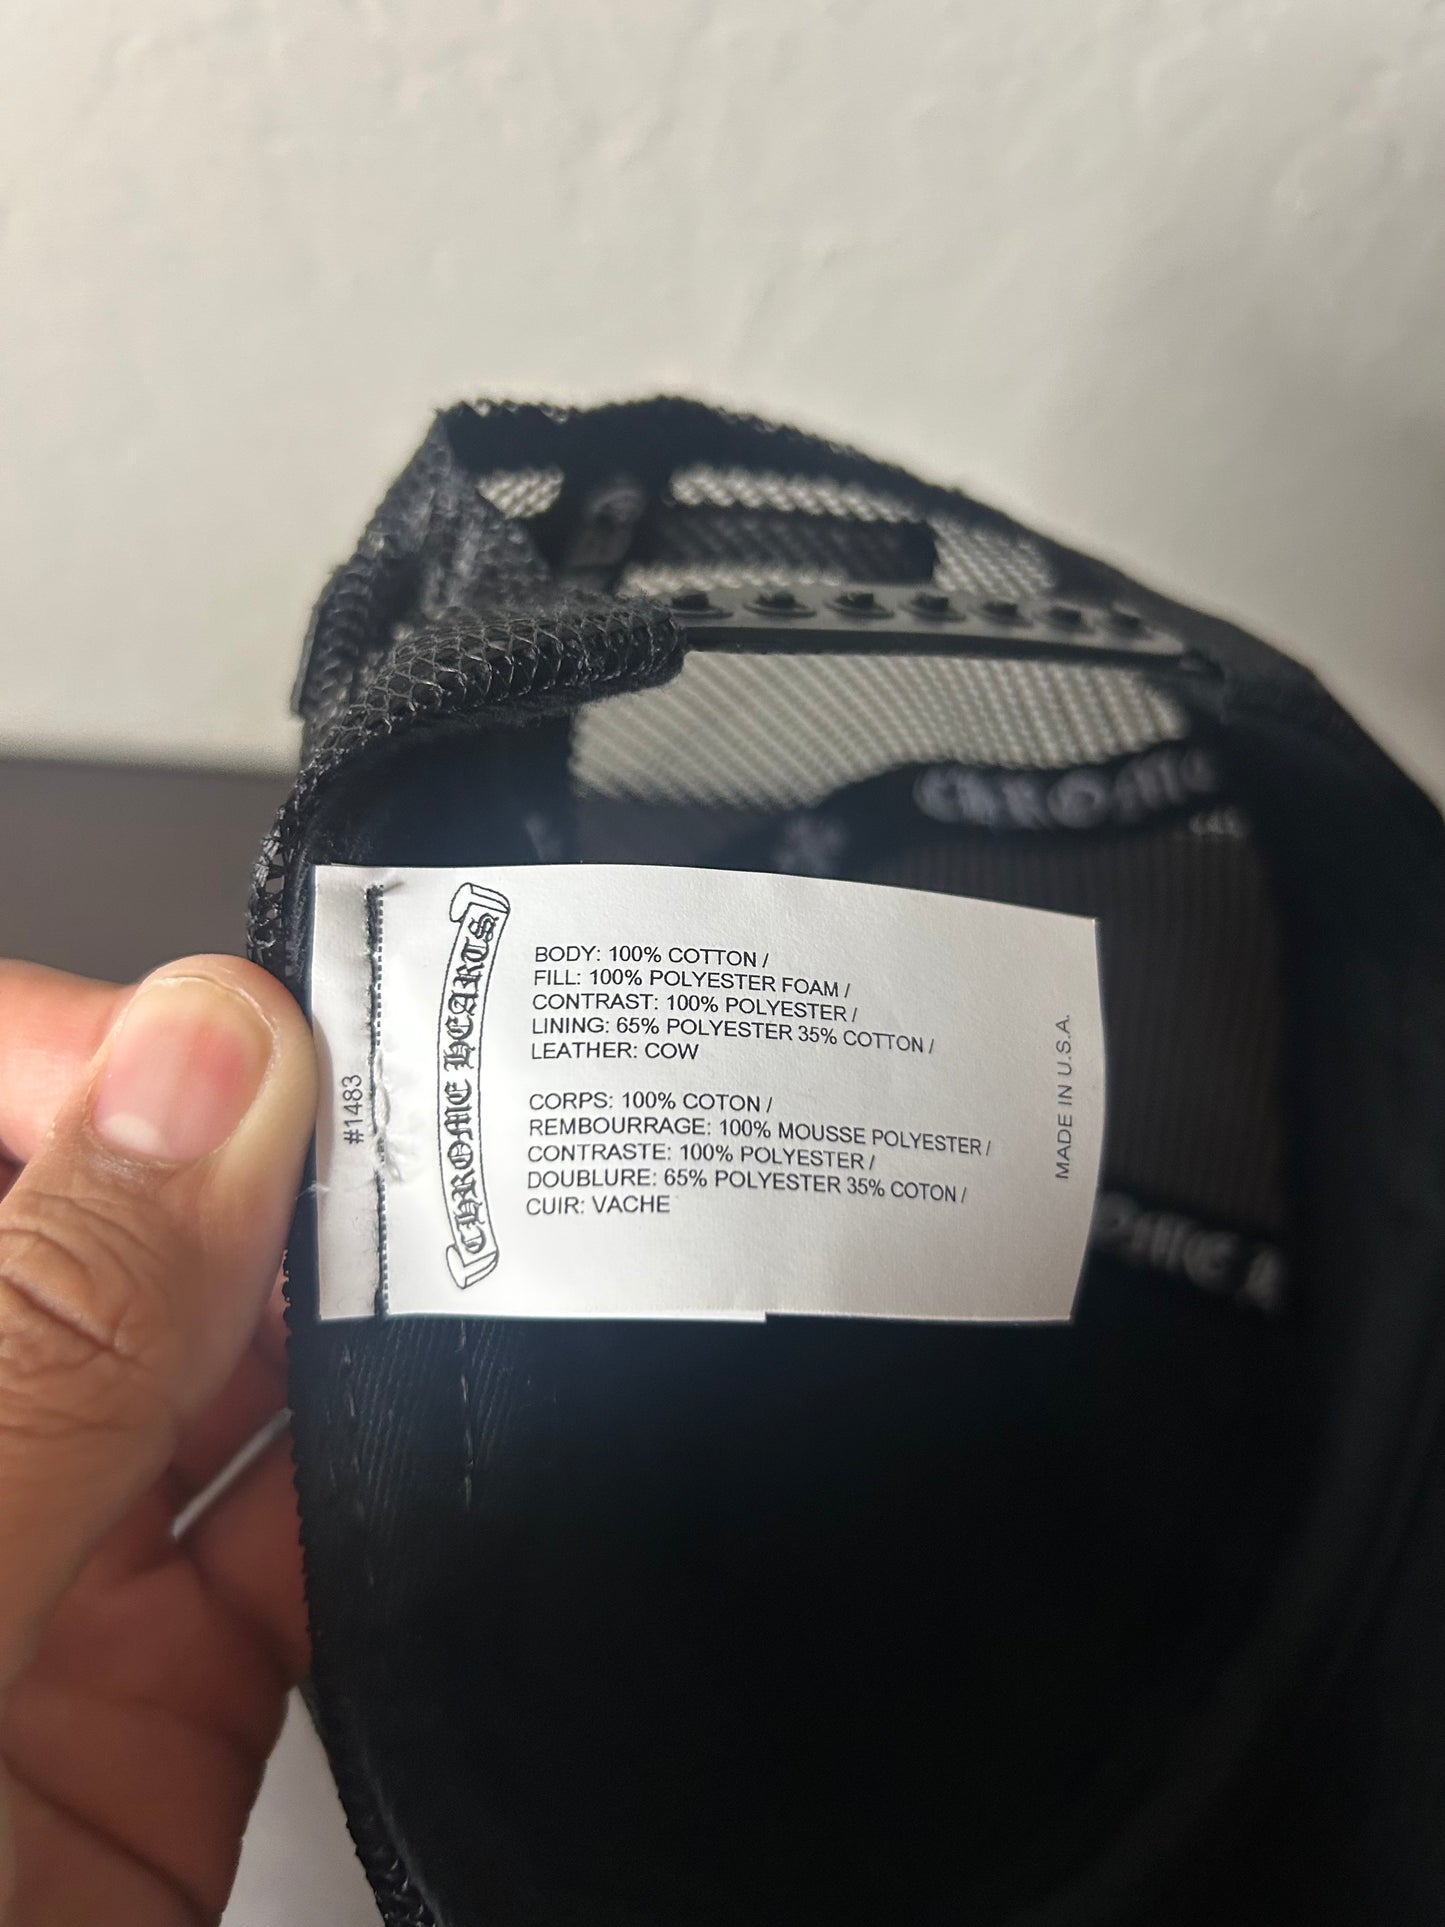 CHROME
#1483
CHROME HEARTS
BODY: 100% COTTON /
FILL: 100% POLYESTER FOAM /
CONTRAST: 100% POLYESTER /
LINING: 65% POLYESTER 35% COTTON /
LEATHER: COW
CORPS: 100% COTON /
REMBOURRAGE: 100% MOUSSE POLYESTER /
CONTRASTE: 100% POLYESTER /
DOUBLURE: 65% POLYESTER 35% COTON /
CUIR: VACHE
MADE IN U.S.A.